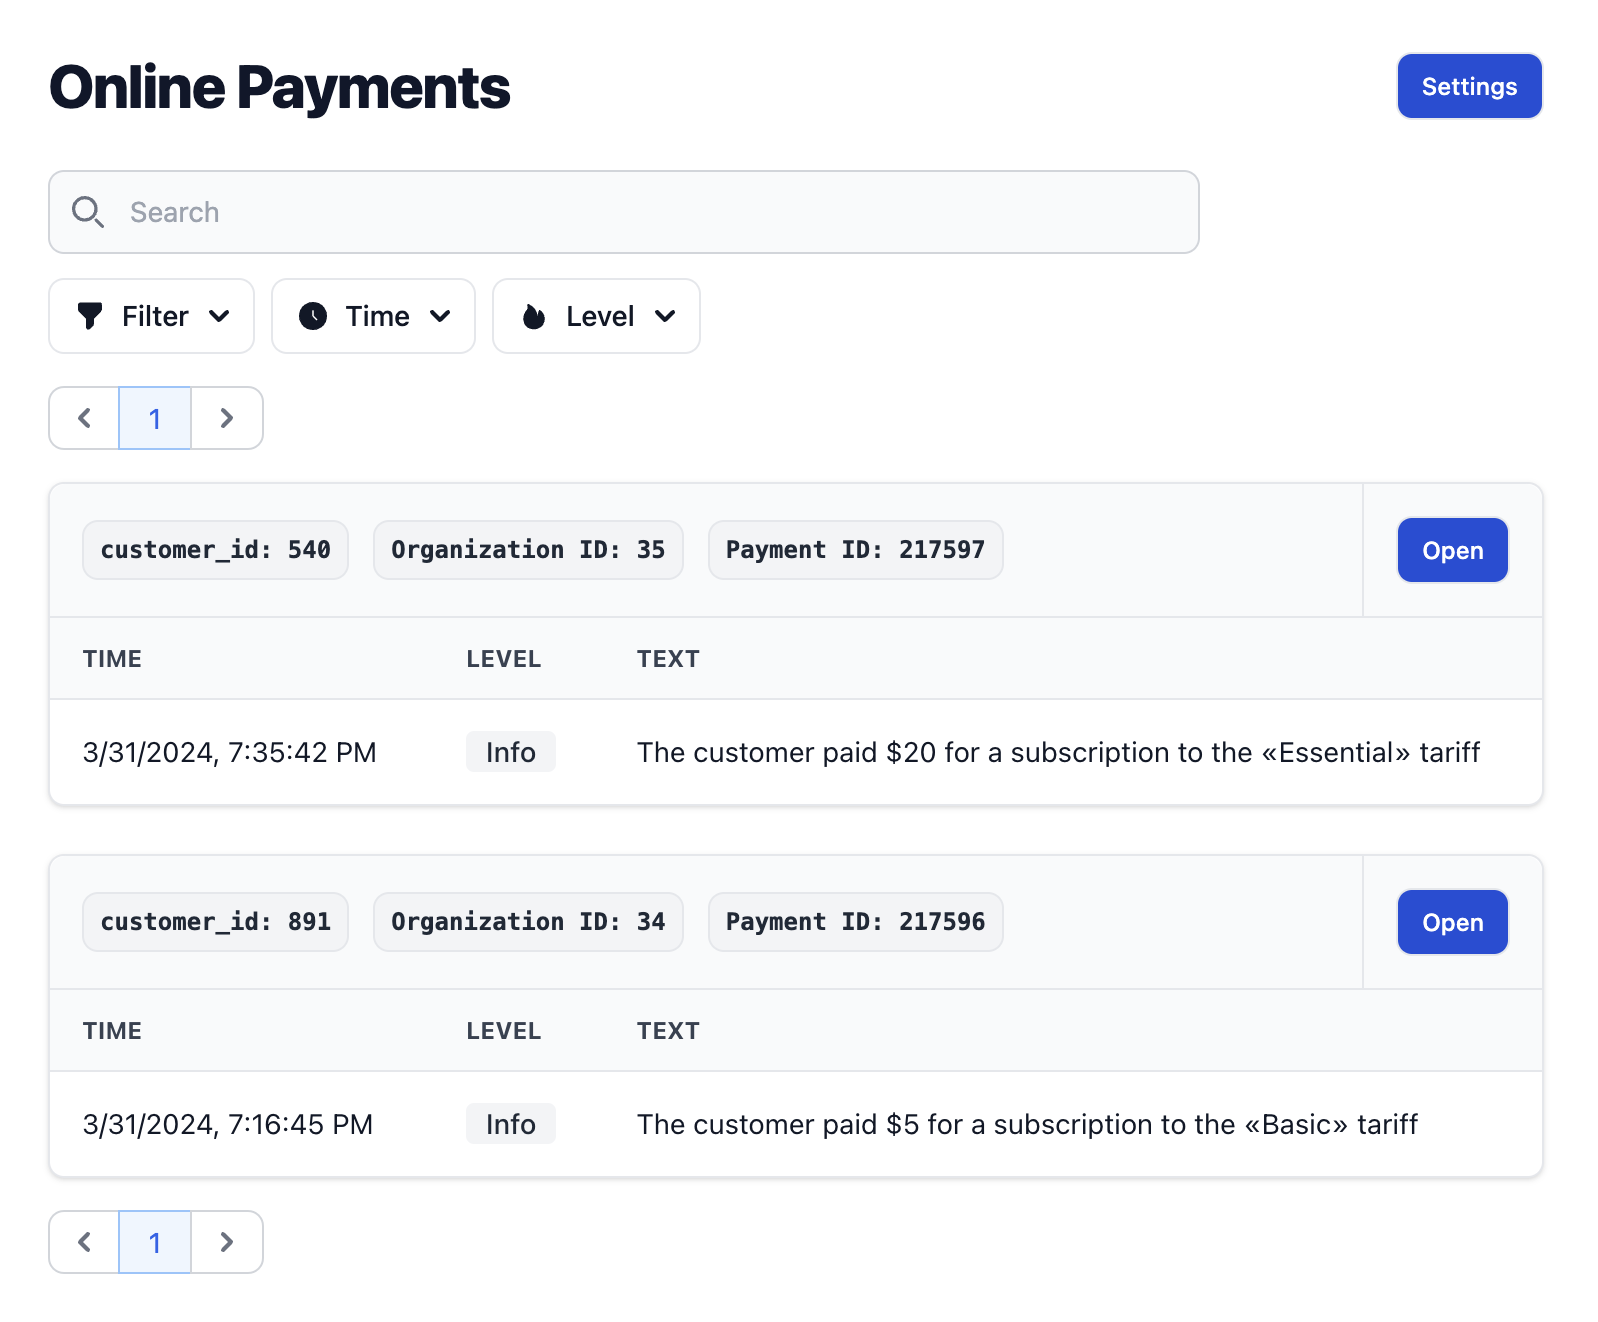 Online Payments
Settings
Search
Filter
Time
Level
1
customer_id: 540
Organization ID: 35
Payment ID: 217597
Open
TIME LEVEL TEXT
3/31/2024, 7:35:42 PM Info The customer paid $20 for a subscription to the «Essential» tariff
customer_id: 891
Organization ID: 34
Payment ID: 217596
Open
TIME LEVEL TEXT
3/31/2024, 7:16:45 PM Info The customer paid $5 for a subscription to the «Basic» tariff
1